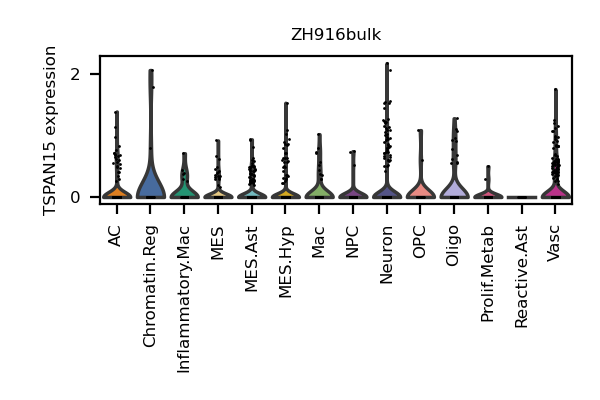 ZH916bulk
TSPAN15 expression
2
0
AC
Chromatin.Reg
Inflammatory.Mac
MES
MES.Ast
MES.Hyp
Mac
NPC
Neuron
OPC
Oligo
Prolif.Metab
Reactive.Ast
Vasc